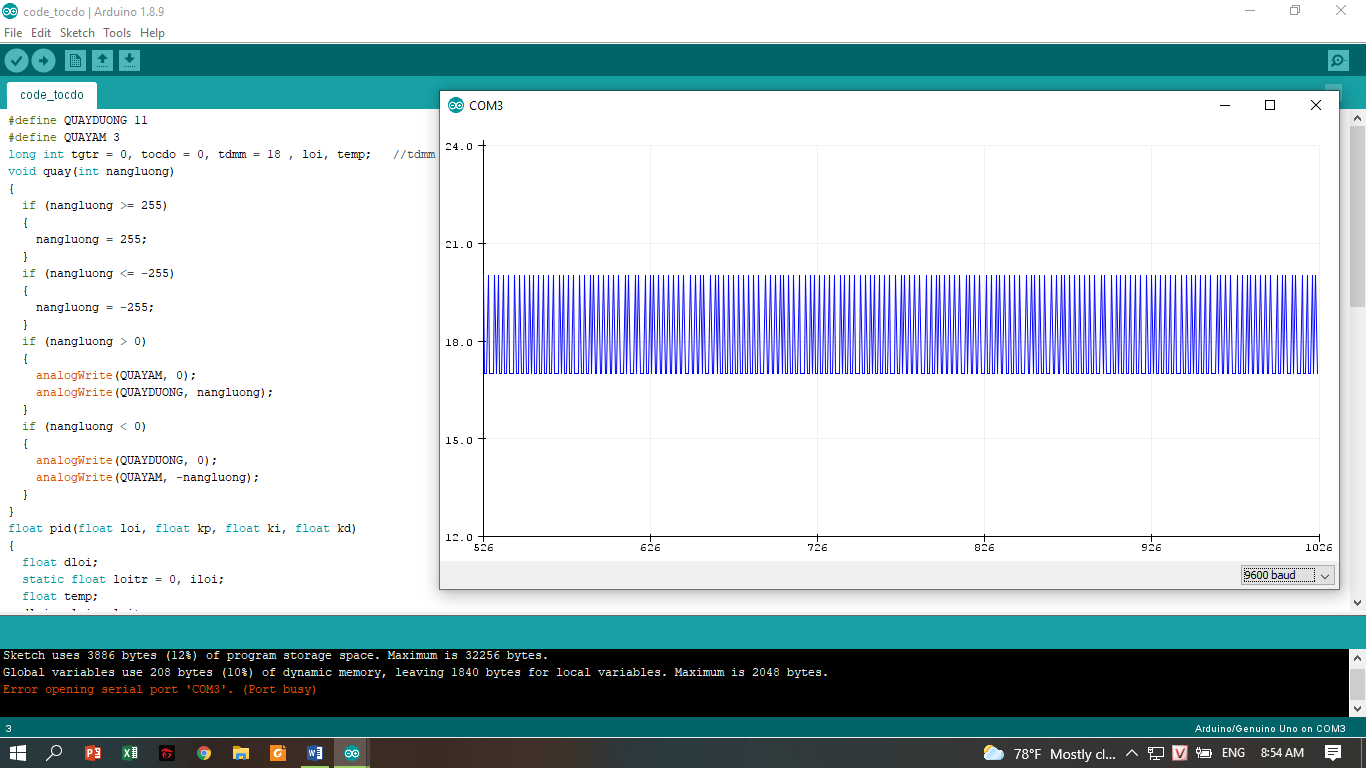 code_tocdo | Arduino 1.8.9
File Edit Sketch Tools Help
code_tocdo
#define QUAYDUONG 11
#define QUAYAM 3
long int tgtr = 0, tocdo = 0, tdmm = 18 , loi, temp;   //tdmm
void quay(int nangluong)
{
  if (nangluong >= 255)
  {
    nangluong = 255;
  }
  if (nangluong <= -255)
  {
    nangluong = -255;
  }
  if (nangluong > 0)
  {
    analogWrite(QUAYAM, 0);
    analogWrite(QUAYDUONG, nangluong);
  }
  if (nangluong < 0)
  {
    analogWrite(QUAYDUONG, 0);
    analogWrite(QUAYAM, -nangluong);
  }
}
float pid(float loi, float kp, float ki, float kd)
{
  float dloi;
  static float loitr = 0, iloi;
  float temp;
COM3
24.0
21.0
18.0
15.0
12.0
526 626 726 826 926 1026
9600 baud
Sketch uses 3886 bytes (12%) of program storage space. Maximum is 32256 bytes.
Global variables use 208 bytes (10%) of dynamic memory, leaving 1840 bytes for local variables. Maximum is 2048 bytes.
Error opening serial port 'COM3'. (Port busy)
3
Arduino/Genuino Uno on COM3
78°F Mostly cl... ENG 8:54 AM